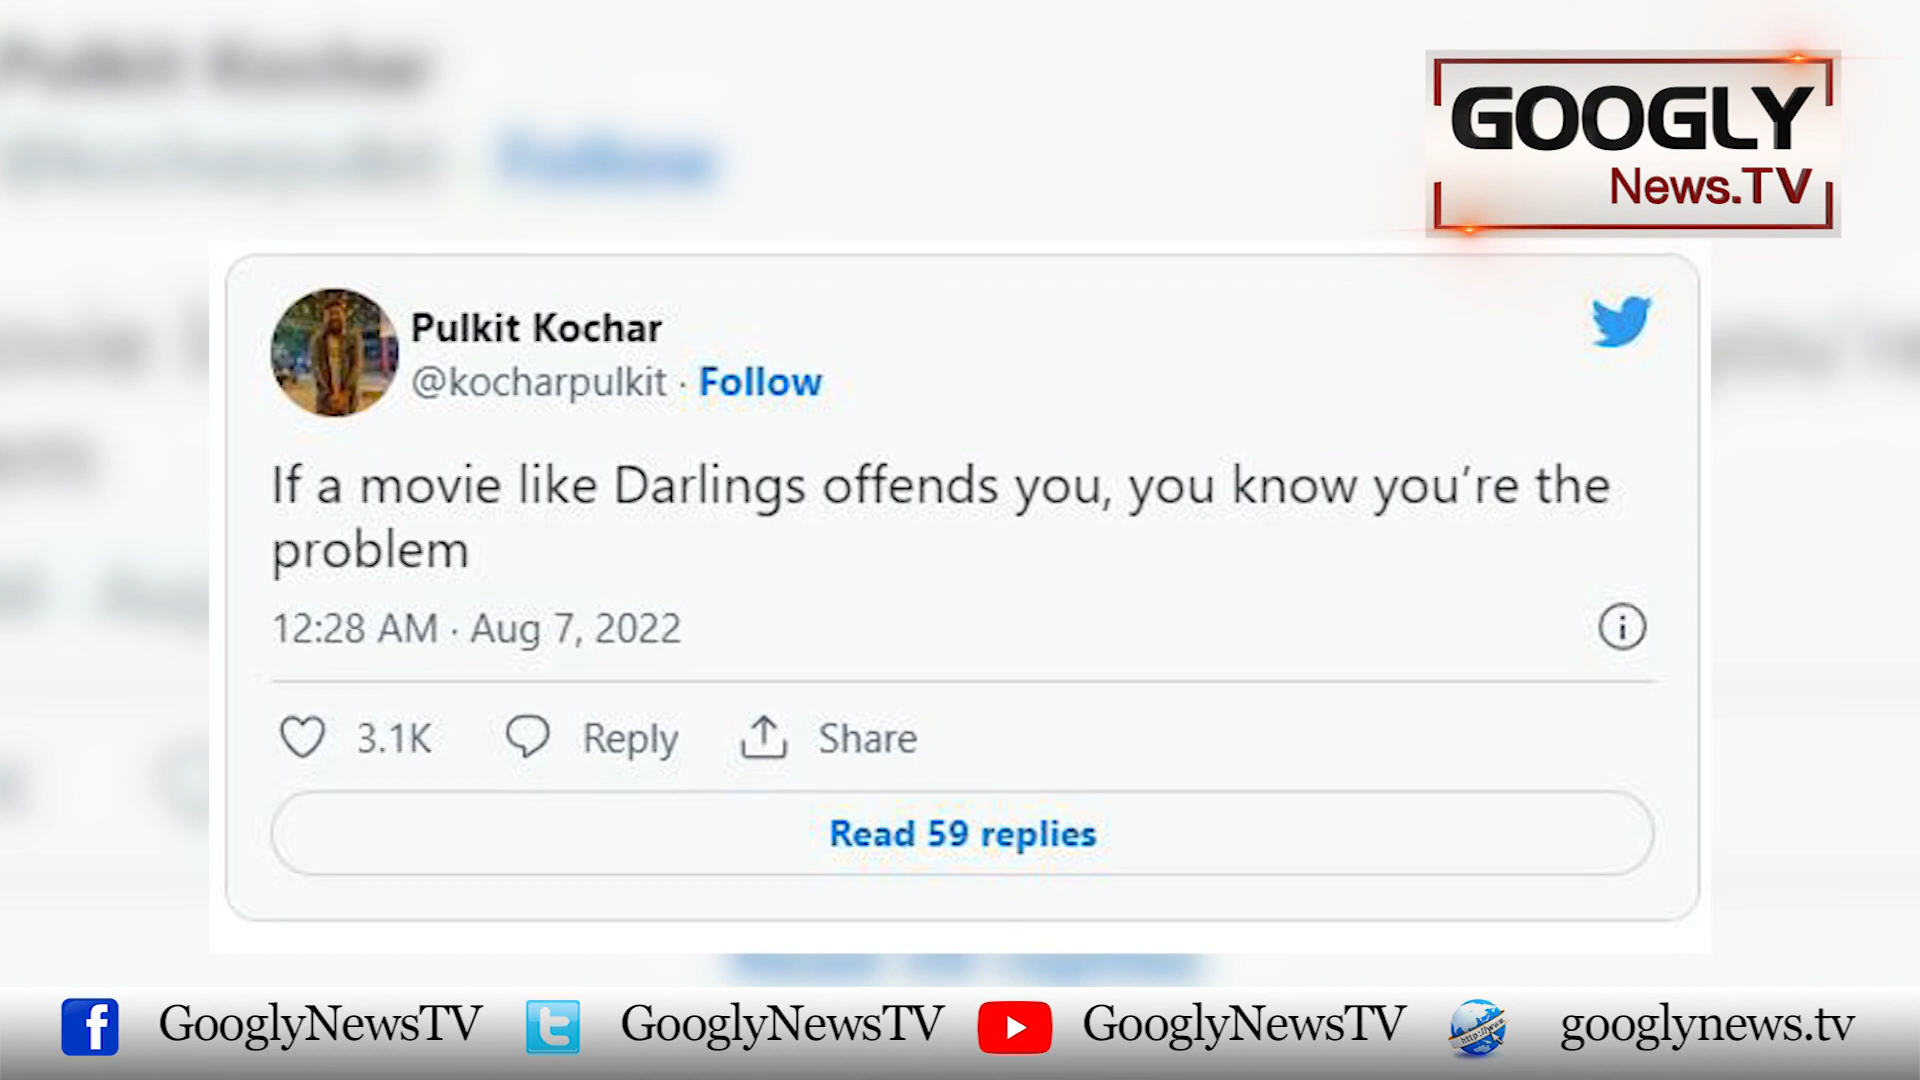 GOOGLY
News.TV
Pulkit Kochar
@kocharpulkit · Follow
If a movie like Darlings offends you, you know you're the
problem
12:28 AM · Aug 7, 2022
3.1K Reply Share
Read 59 replies
GooglyNewsTV GooglyNewsTV GooglyNewsTV googlynews.tv